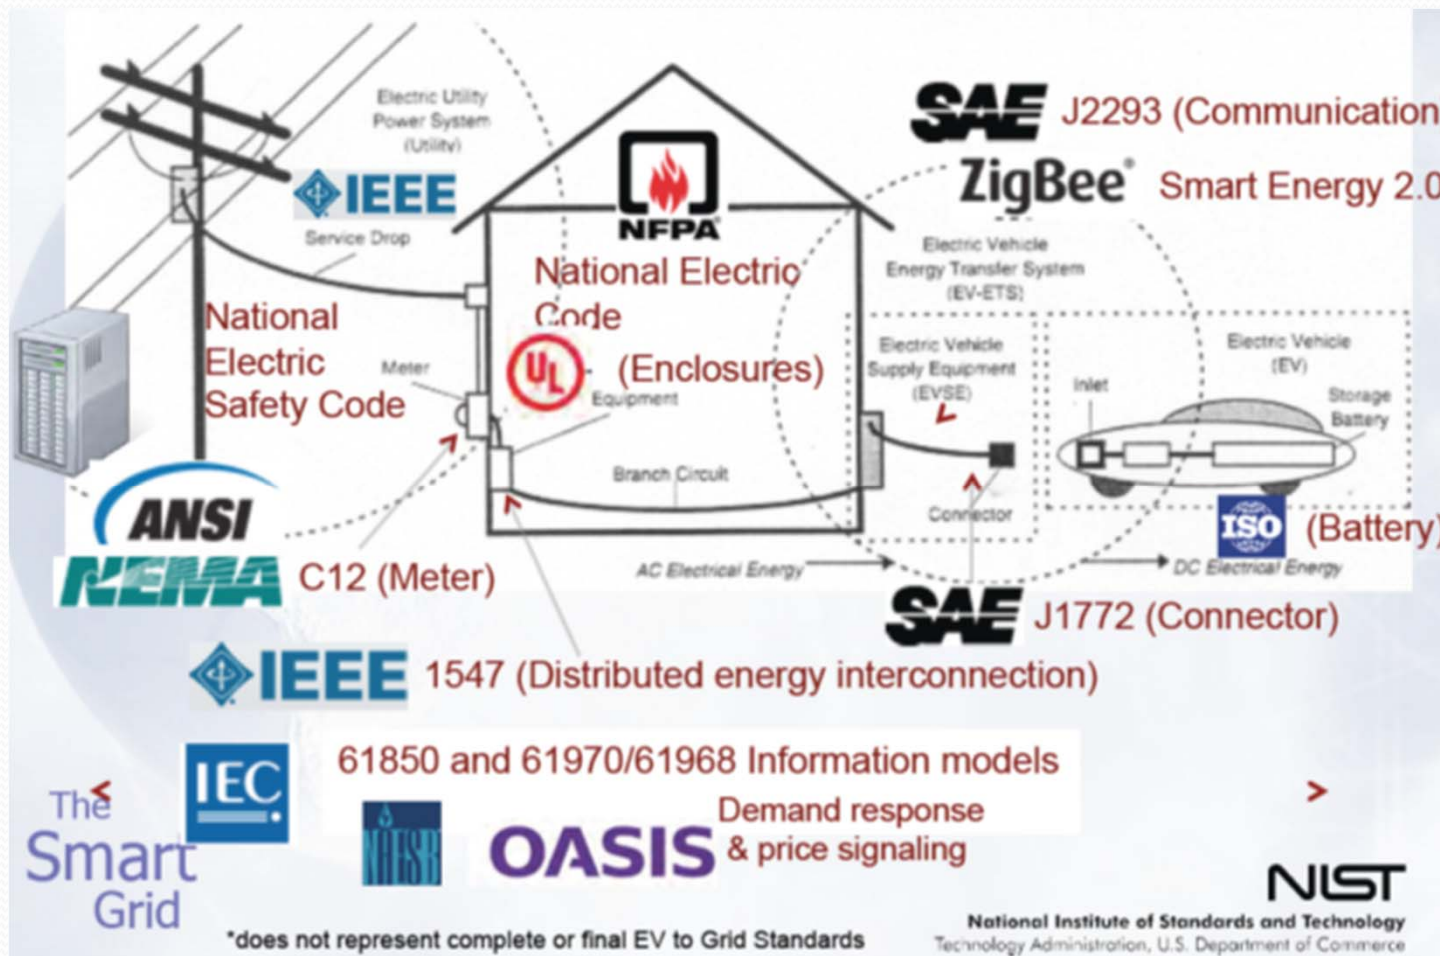 Electric Utility
Power System
(Utility)
IEEE
Service Drop
National
Electric
Safety Code
Meter
NFPA
National Electric
Code
UL
(Enclosures)
Equipment
Branch Circuit
SAE J2293 (Communication
ZigBee® Smart Energy 2.0
Electric Vehicle
Energy Transfer System
(EV-ETS)
Electric Vehicle
Supply Equipment
(EVSE)
Connector
Electric Vehicle
(EV)
Inlet
Storage
Battery
ISO (Battery)
AC Electrical Energy
DC Electrical Energy
ANSI
NEMA C12 (Meter)
SAE J1772 (Connector)
IEEE 1547 (Distributed energy interconnection)
IEC 61850 and 61970/61968 Information models
NAESB
OASIS Demand response
& price signaling
The
Smart
Grid
*does not represent complete or final EV to Grid Standards
NIST
National Institute of Standards and Technology
Technology Administration, U.S. Department of Commerce